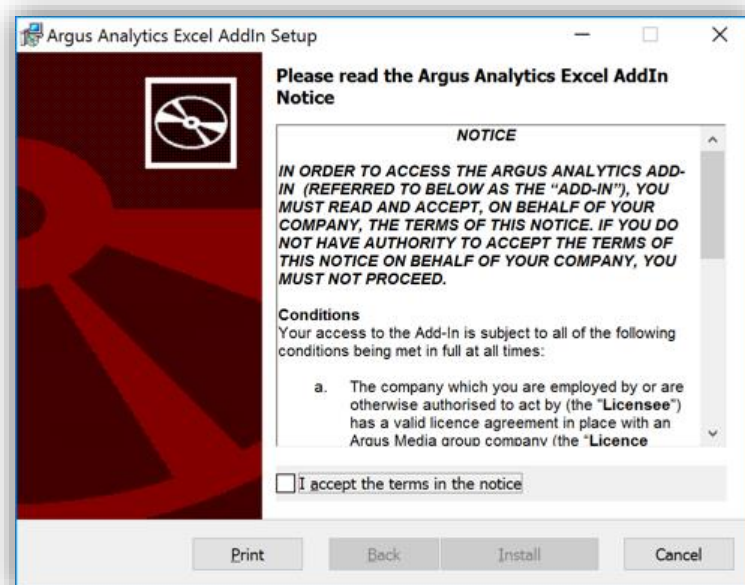 Argus Analytics Excel AddIn Setup
Please read the Argus Analytics Excel AddIn
Notice
NOTICE
IN ORDER TO ACCESS THE ARGUS ANALYTICS ADD-
IN (REFERRED TO BELOW AS THE “ADD-IN”), YOU
MUST READ AND ACCEPT, ON BEHALF OF YOUR
COMPANY, THE TERMS OF THIS NOTICE. IF YOU DO
NOT HAVE AUTHORITY TO ACCEPT THE TERMS OF
THIS NOTICE ON BEHALF OF YOUR COMPANY, YOU
MUST NOT PROCEED.
Conditions
Your access to the Add-In is subject to all of the following
conditions being met in full at all times:
a. The company which you are employed by or are
otherwise authorised to act by (the "Licensee")
has a valid licence agreement in place with an
Argus Media group company (the "Licence
I accept the terms in the notice
Print Back Install Cancel